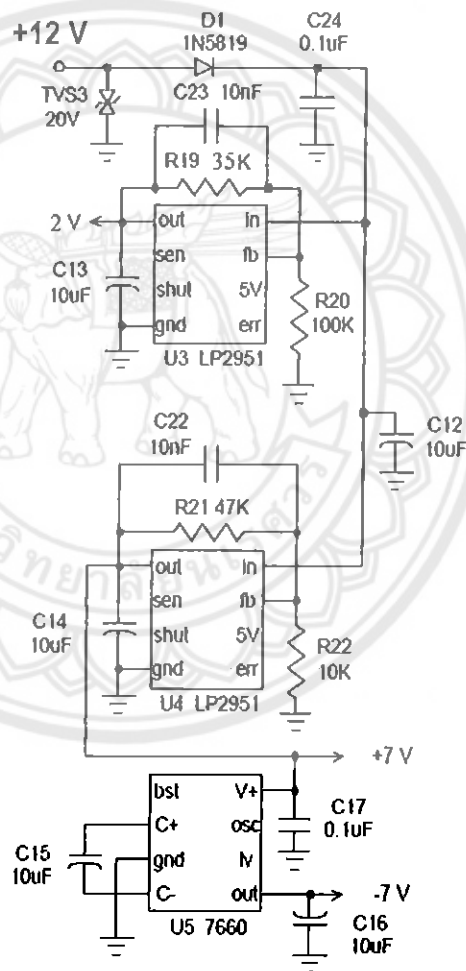 +12 V
D1
1N5819
C24
0.1uF
TVS3
20V
C23 10nF
R19 35K
2 V
out
in
sen
fb
shut
5V
gnd
err
C13
10uF
R20
100K
U3 LP2951
C12
10uF
C22
10nF
R21 47K
out
in
sen
fb
shut
5V
gnd
err
C14
10uF
R22
10K
U4 LP2951
+7 V
bst
V+
C+
osc
gnd
lv
C-
out
C15
10uF
C17
0.1uF
-7 V
C16
10uF
U5 7660